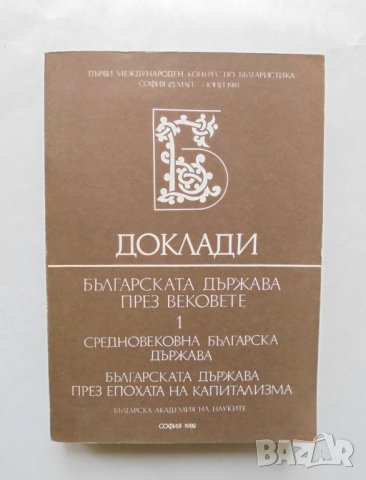 ПЪРВИ МЕЖДУНАРОДЕН КОНГРЕС ПО БЪЛГАРИСТИКА
СОФИЯ 23 МАЙ - 3 ЮНИ 1981
Б
ДОКЛАДИ
БЪЛГАРСКАТА ДЪРЖАВА
ПРЕЗ ВЕКОВЕТЕ
1
СРЕДНОВЕКОВНА БЪЛГАРСКА
ДЪРЖАВА
БЪЛГАРСКАТА ДЪРЖАВА
ПРЕЗ ЕПОХАТА НА КАПИТАЛИЗМА
БЪЛГАРСКА АКАДЕМИЯ НА НАУКИТЕ
СОФИЯ 1982
BAZAR